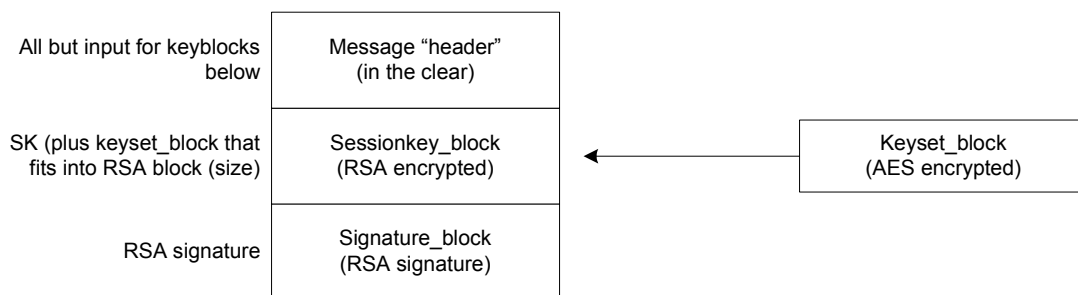 All but input for keyblocks
below
Message “header”
(in the clear)
SK (plus keyset_block that
fits into RSA block (size)
Sessionkey_block
(RSA encrypted)
Keyset_block
(AES encrypted)
RSA signature
Signature_block
(RSA signature)